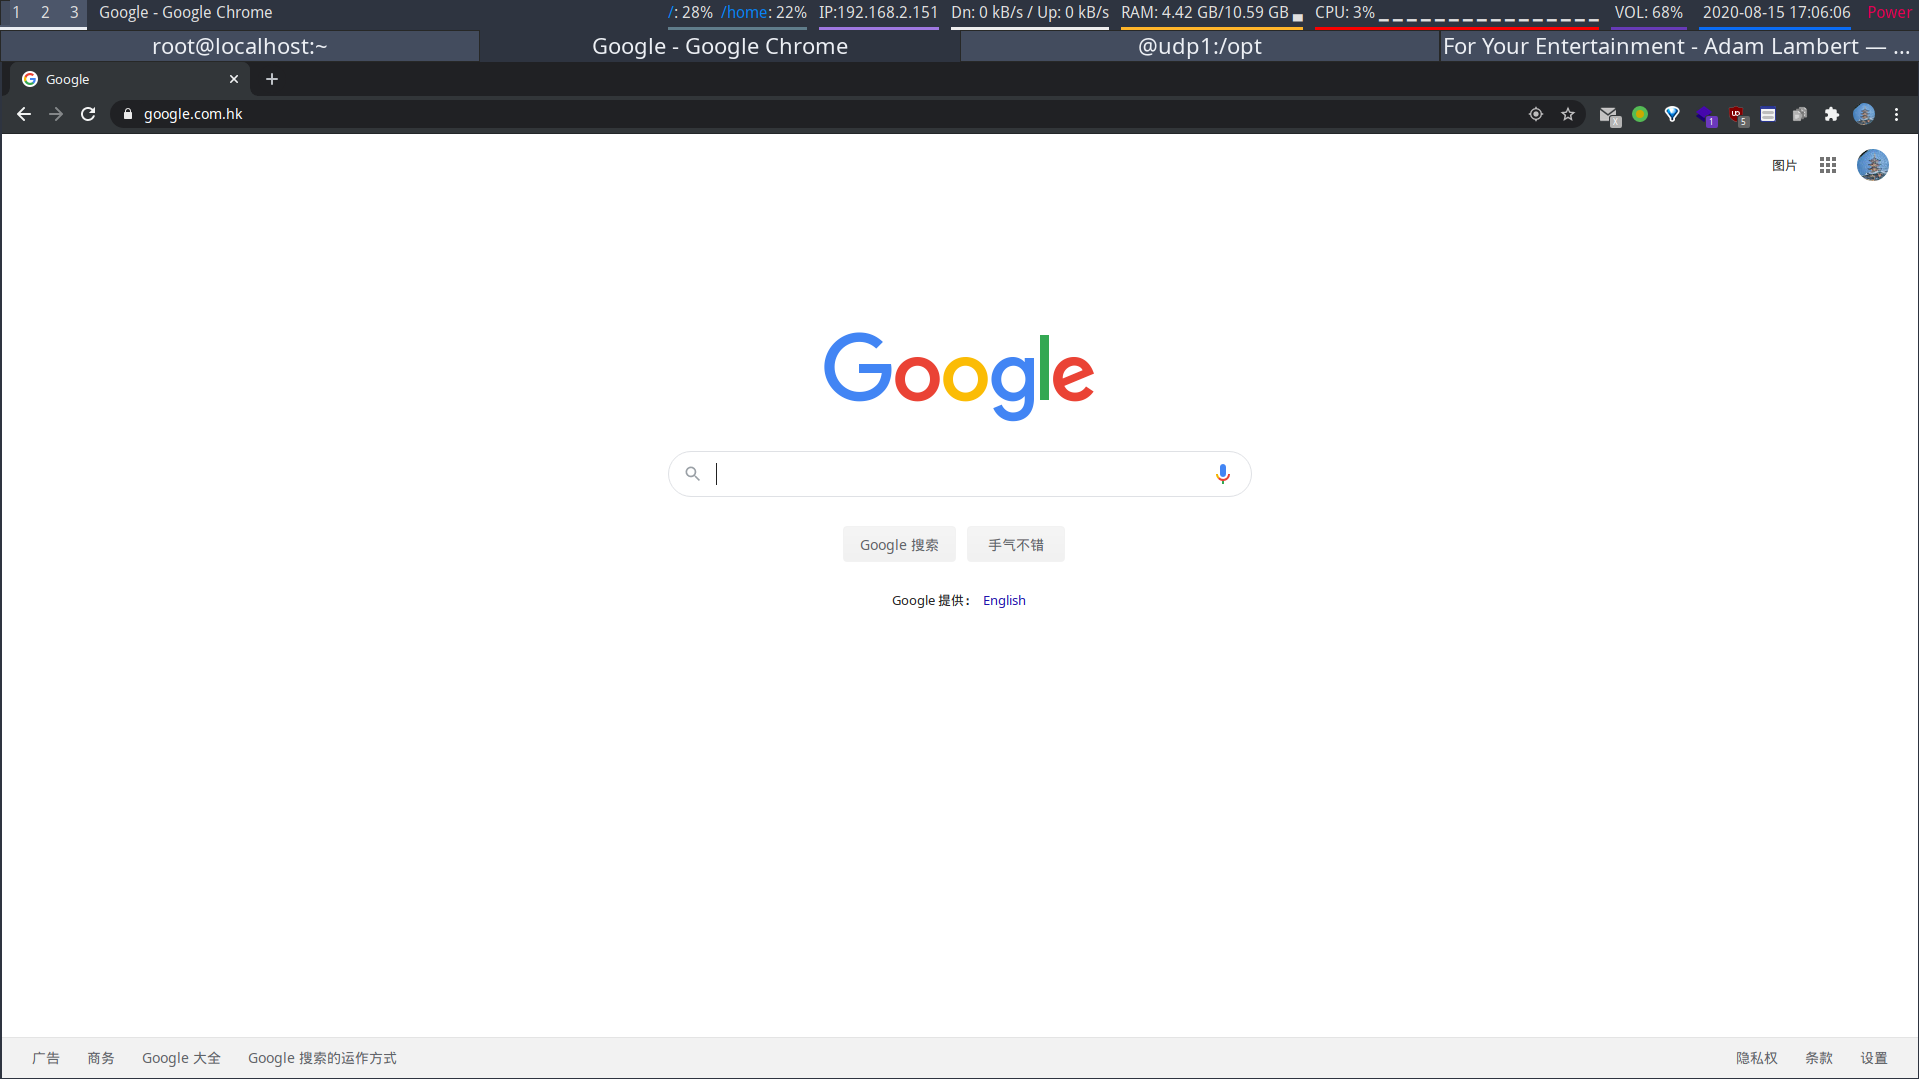 1 2 3 Google - Google Chrome /: 28% /home: 22% IP:192.168.2.151 Dn: 0 kB/s / Up: 0 kB/s RAM: 4.42 GB/10.59 GB CPU: 3% VOL: 68% 2020-08-15 17:06:06 Power
root@localhost:~ Google - Google Chrome @udp1:/opt For Your Entertainment - Adam Lambert — ...
Google
google.com.hk X 1 UD 5
图片
Google
Google 搜索 手气不错
Google 提供： English
广告 商务 Google 大全 Google 搜索的运作方式 隐私权 条款 设置